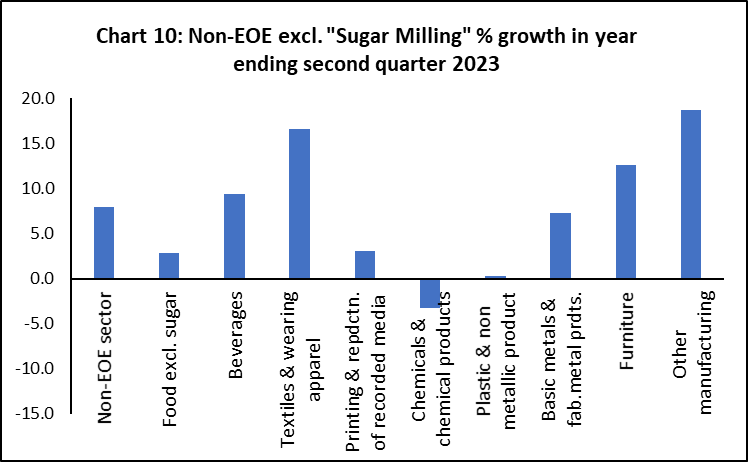 Chart 10: Non-EOE excl. "Sugar Milling" % growth in year
ending second quarter 2023
20.0
15.0
10.0
5.0
0.0
-5.0
-10.0
-15.0
Non-EOE sector
Food excl. sugar
Beverages
Textiles & wearing
apparel
Printing & repdctn.
of recorded media
Chemicals &
chemical products
Plastic & non
metallic product
Basic metals &
fab.metal prdts.
Furniture
Other
manufacturing